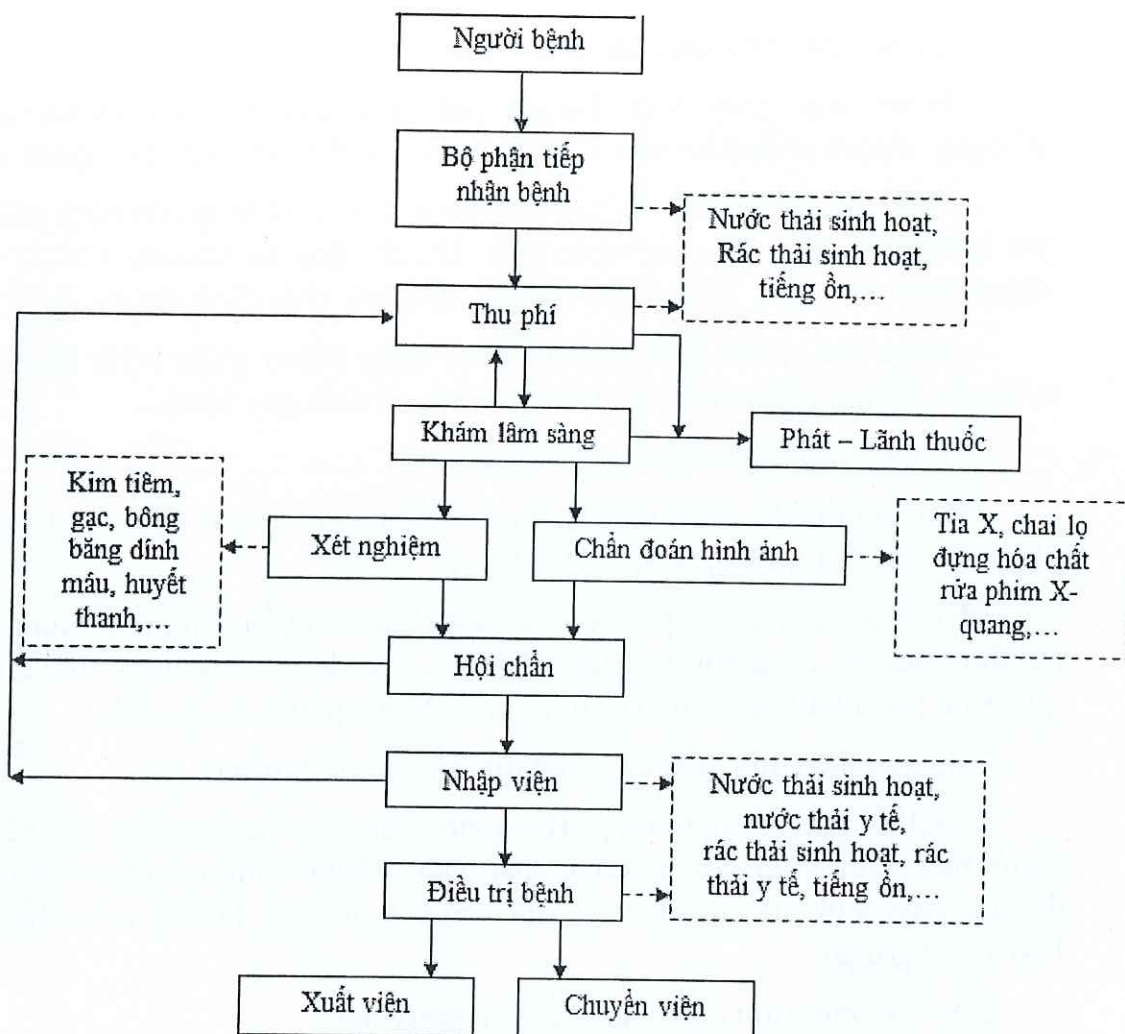 Người bệnh
Bộ phận tiếp
nhận bệnh
Nước thải sinh hoạt,
Rác thải sinh hoạt,
tiếng ồn,...
Thu phí
Khám lâm sàng
Phát – Lãnh thuốc
Kim tiêm,
gạc, bông
băng dính
máu, huyết
thanh,...
Xét nghiệm
Chẩn đoán hình ảnh
Tia X, chai lọ
đựng hóa chất
rửa phim X-
quang,...
Hội chẩn
Nhập viện
Nước thải sinh hoạt,
nước thải y tế,
rác thải sinh hoạt, rác
thải y tế, tiếng ồn,...
Điều trị bệnh
Xuất viện
Chuyển viện